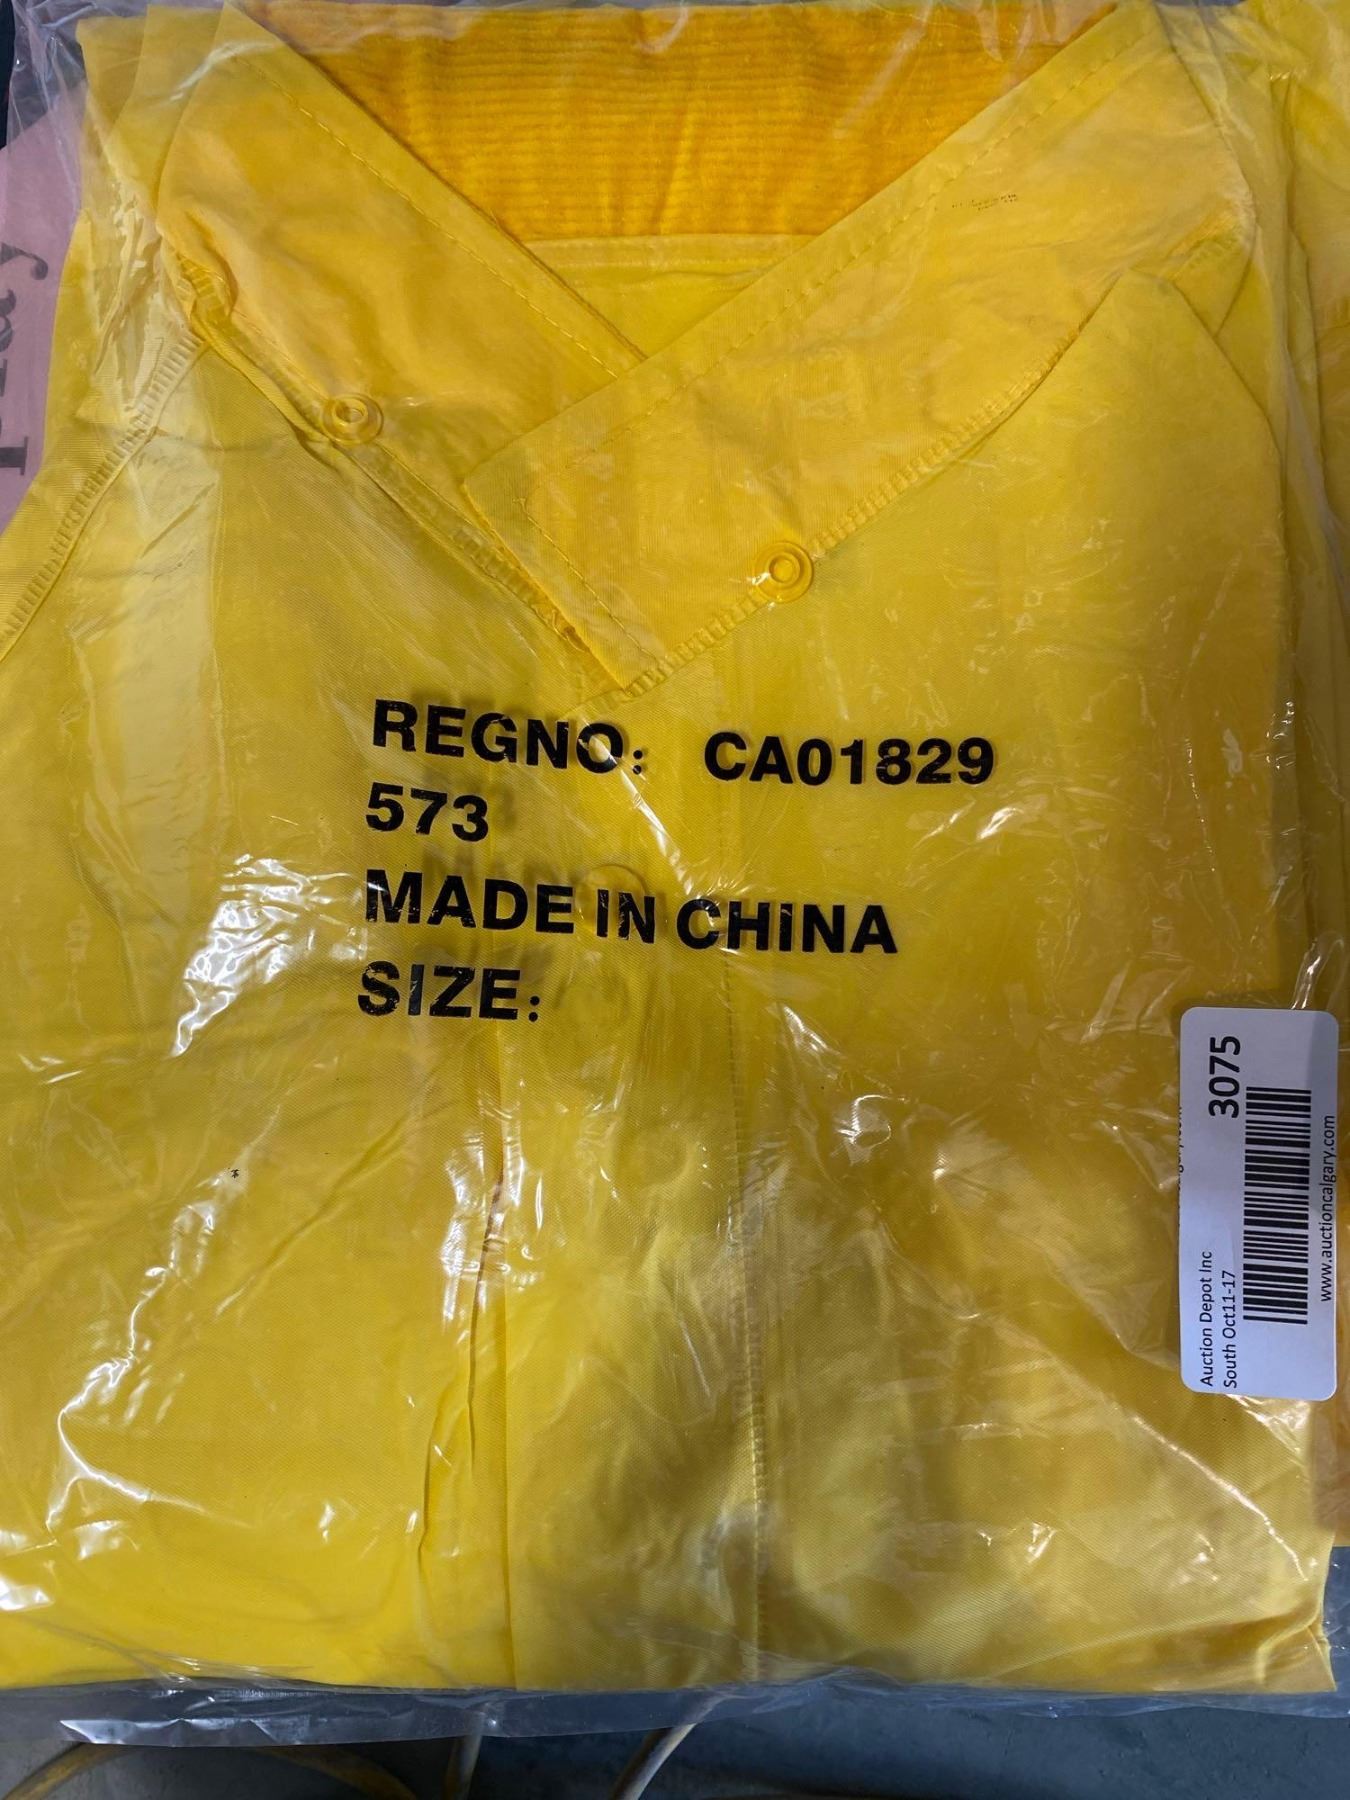 REGNO: CA01829
573
MADE IN CHINA
SIZE:
3075
Auction Depot Inc
South Oct11-17
www.auctioncalgary.com